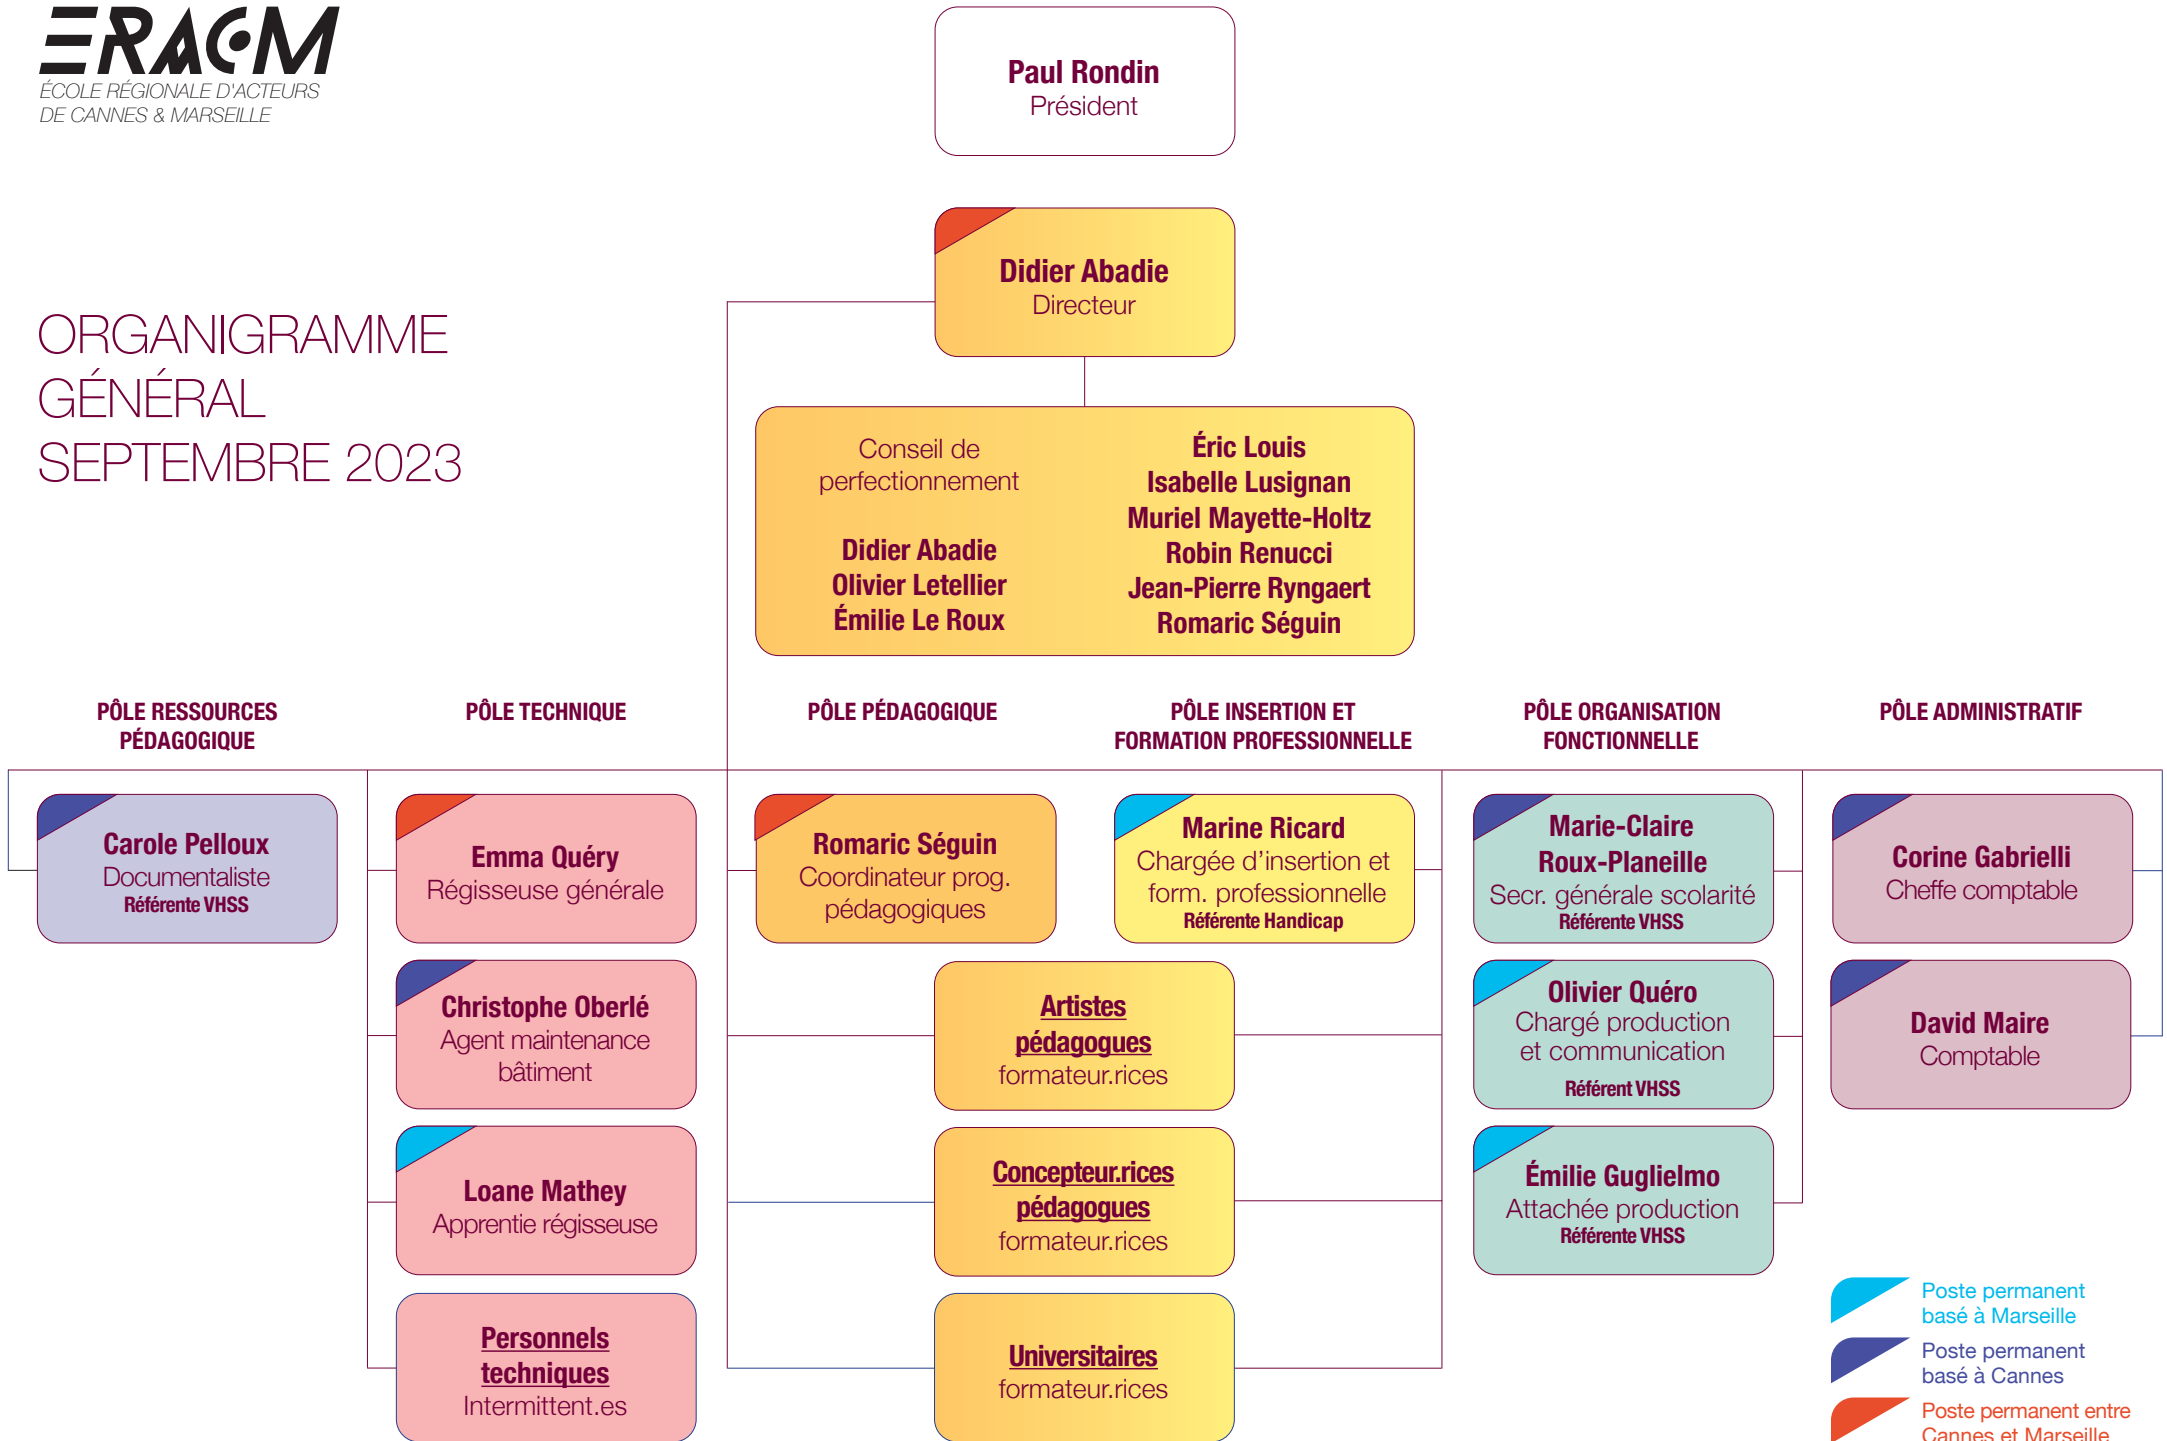 ERACM
ÉCOLE RÉGIONALE D'ACTEURS
DE CANNES & MARSEILLE
Paul Rondin
Président
Didier Abadie
Directeur
ORGANIGRAMME
GÉNÉRAL
SEPTEMBRE 2023
Conseil de
perfectionnement
Didier Abadie
Olivier Letellier
Émilie Le Roux
Éric Louis
Isabelle Lusignan
Muriel Mayette-Holtz
Robin Renucci
Jean-Pierre Ryngaert
Romaric Séguin
PÔLE RESSOURCES
PÉDAGOGIQUE
Carole Pelloux
Documentaliste
Référente VHSS
PÔLE TECHNIQUE
Emma Quéry
Régisseuse générale
Christophe Oberlé
Agent maintenance
bâtiment
Loane Mathey
Apprentie régisseuse
Personnels
techniques
Intermittent.es
PÔLE PÉDAGOGIQUE
Romaric Séguin
Coordinateur prog.
pédagogiques
PÔLE INSERTION ET
FORMATION PROFESSIONNELLE
Marine Ricard
Chargée d'insertion et
form. professionnelle
Référente Handicap
Artistes
pédagogues
formateur.rices
Concepteur.rices
pédagogues
formateur.rices
Universitaires
formateur.rices
PÔLE ORGANISATION
FONCTIONNELLE
Marie-Claire
Roux-Planeille
Secr. générale scolarité
Référente VHSS
Olivier Quéro
Chargé production
et communication
Référent VHSS
Émilie Guglielmo
Attachée production
Référente VHSS
PÔLE ADMINISTRATIF
Corine Gabrielli
Cheffe comptable
David Maire
Comptable
Poste permanent
basé à Marseille
Poste permanent
basé à Cannes
Poste permanent entre
Cannes et Marseille